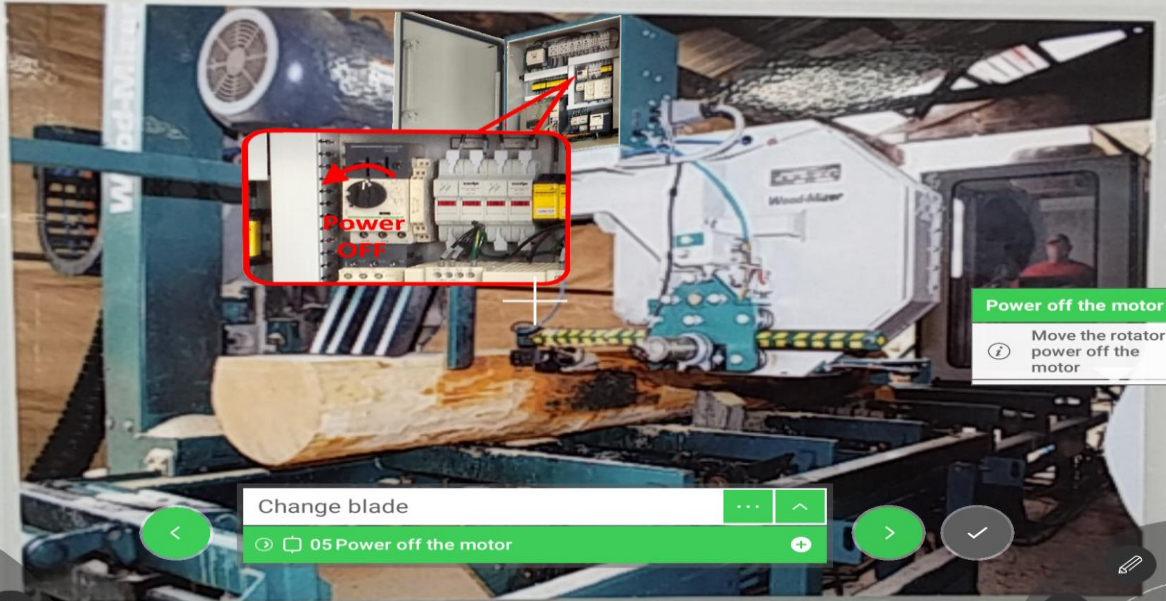 Wood-Mizer
Power
OFF
Power off the motor
Move the rotator
power off the
motor
Change blade
05 Power off the motor